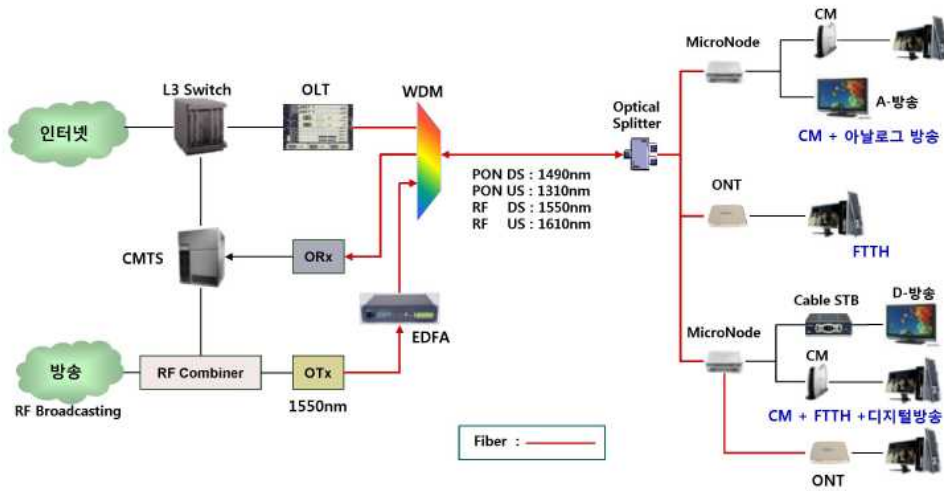 CM
MicroNode
L3 Switch
OLT
WDM
A-방송
Optical
Splitter
인터넷
CM + 아날로그 방송
PON DS : 1490nm
PON US : 1310nm
RF DS : 1550nm
RF US : 1610nm
ONT
CMTS
ORx
FTTH
D-방송
Cable STB
EDFA
MicroNode
방송
RF Combiner
OTx
CM
RF Broadcasting
1550nm
CM + FTTH +디지털방송
Fiber :
ONT